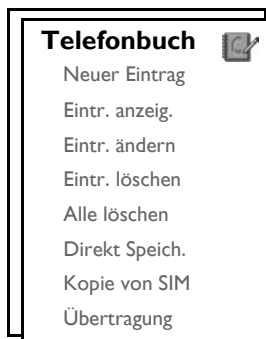 Telefonbuch
Neuer Eintrag
Eintr. anzeig.
Eintr. ändern
Eintr. löschen
Alle löschen
Direkt Speich.
Kopie von SIM
Übertragung